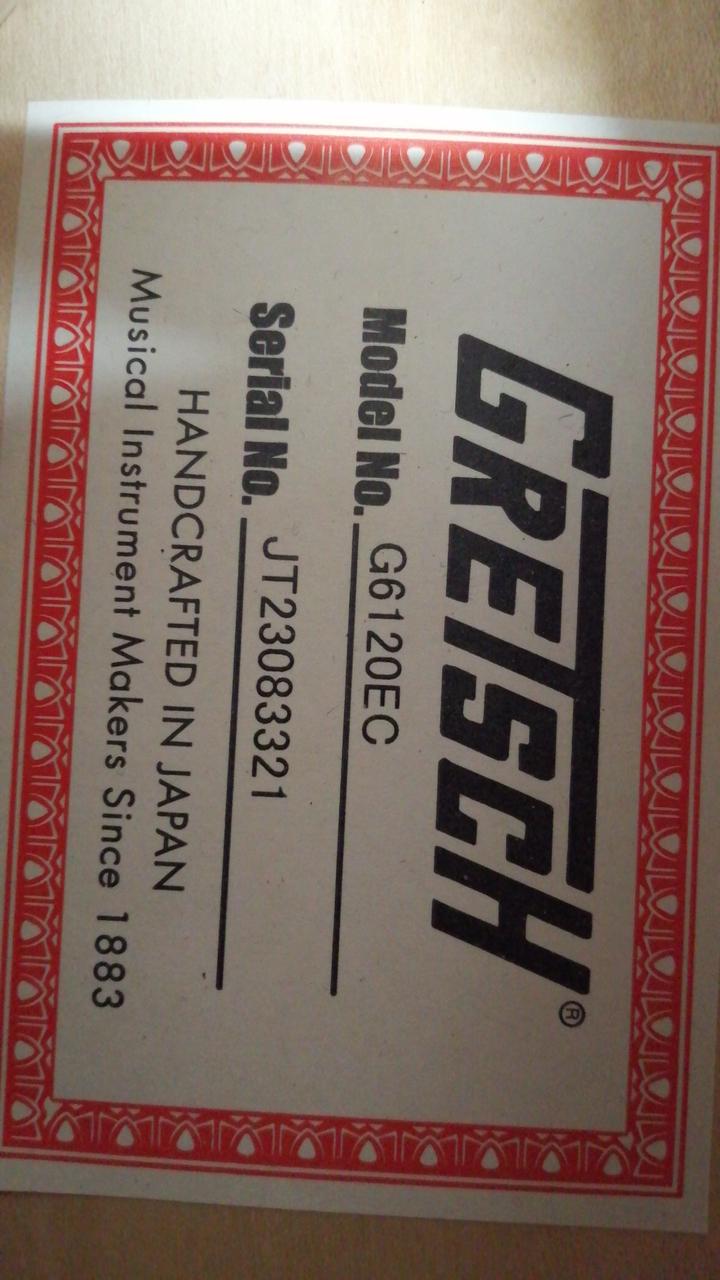 GRETSCH®
Model No. G6120EC
Serial No. JT23083321
HANDCRAFTED IN JAPAN
Musical Instrument Makers Since 1883